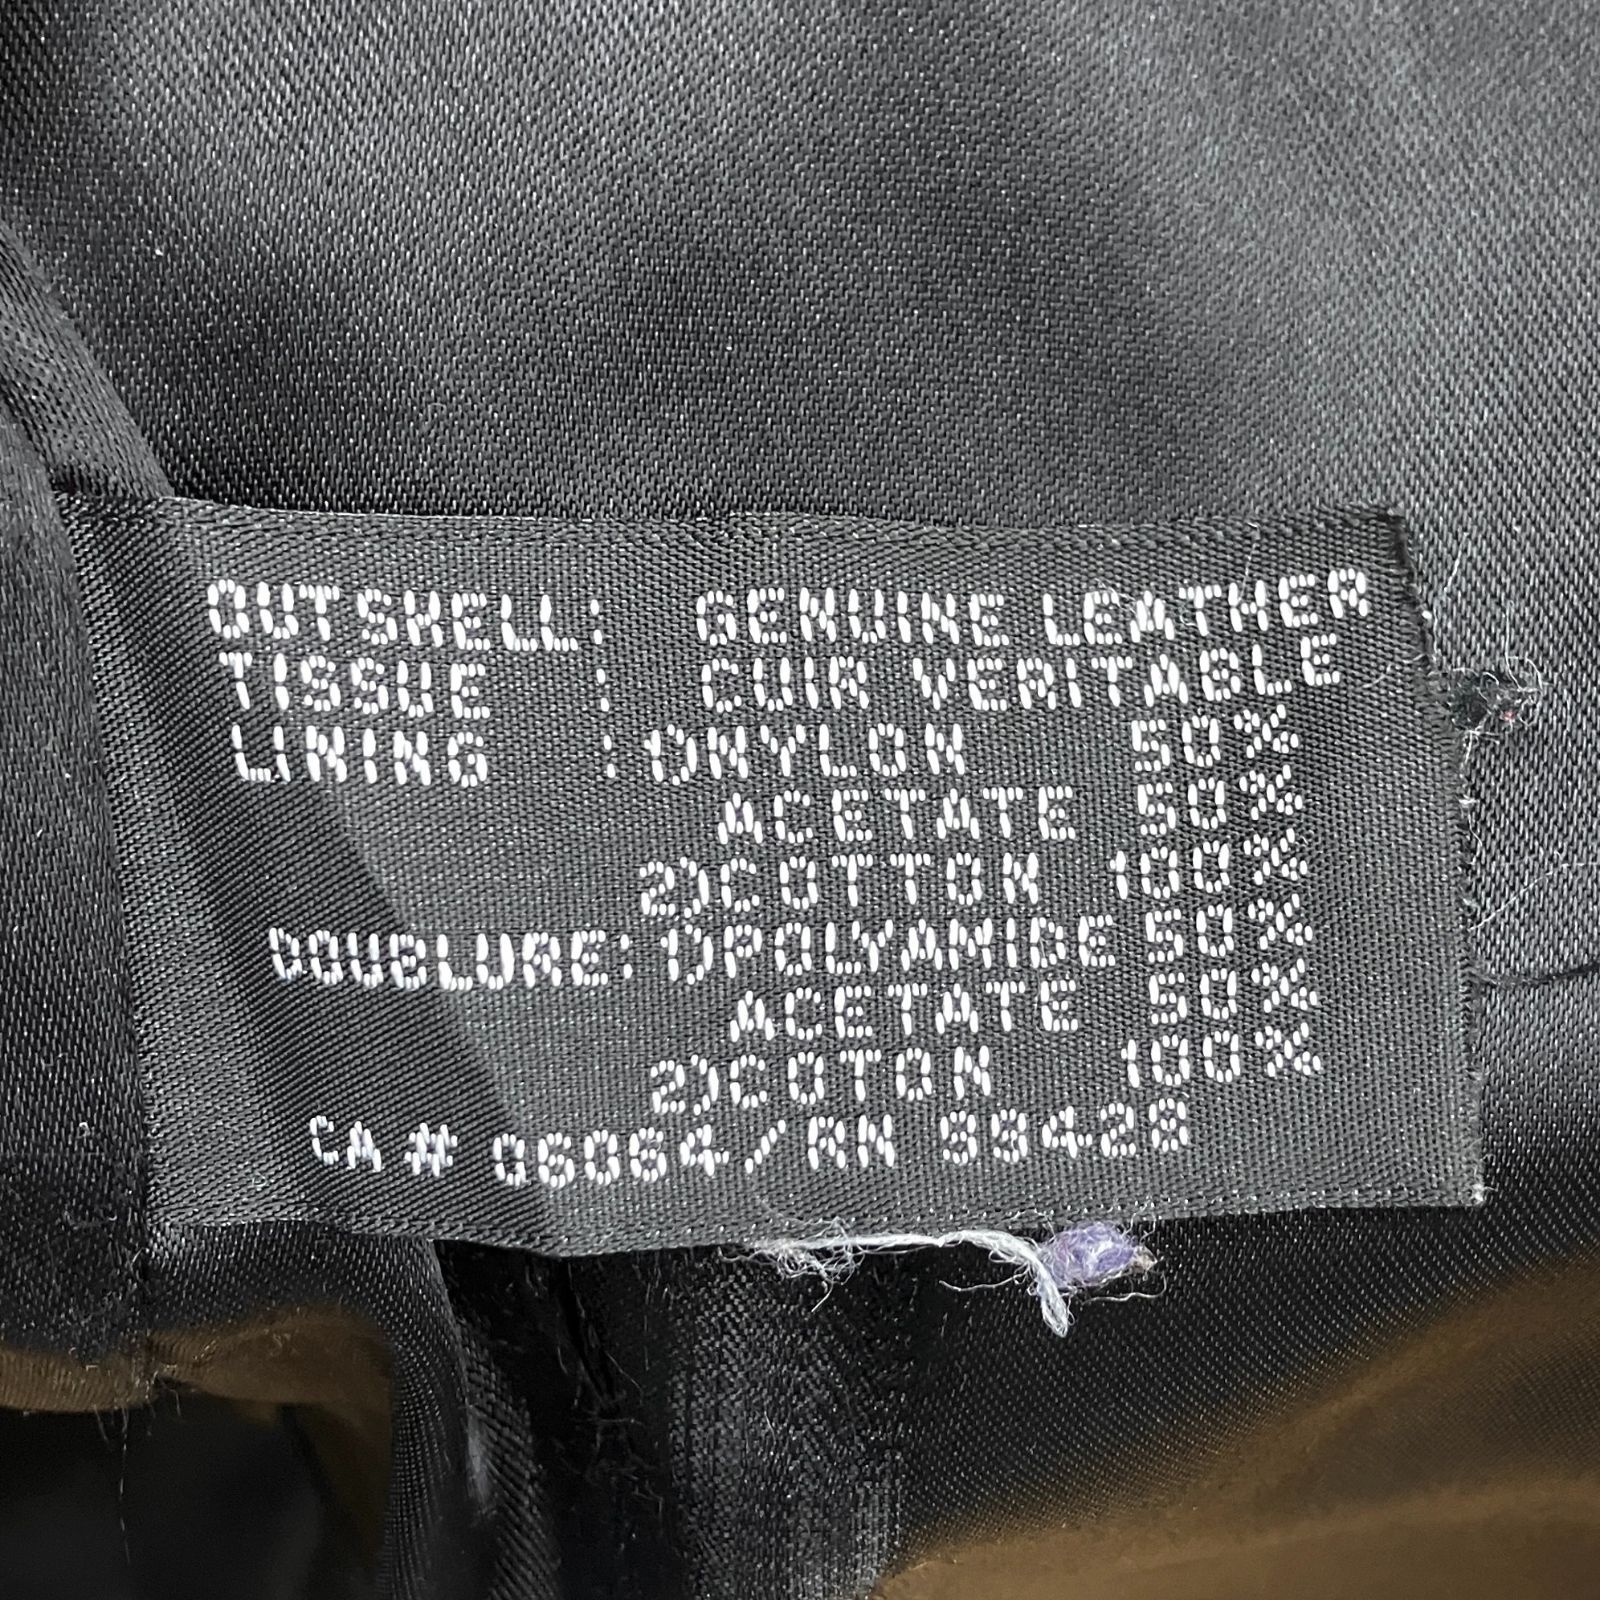 OUTSHELL: GENUINE LEATHER
TISSUE : CUIR VERITABLE
LINING : 1)NYLON 50%
ACETATE 50%
2)COTTON 100%
DOUBLURE: 1)POLYAMIDE 50%
ACETATE 50%
2)COTON 100%
CA # 06064/RN 99428